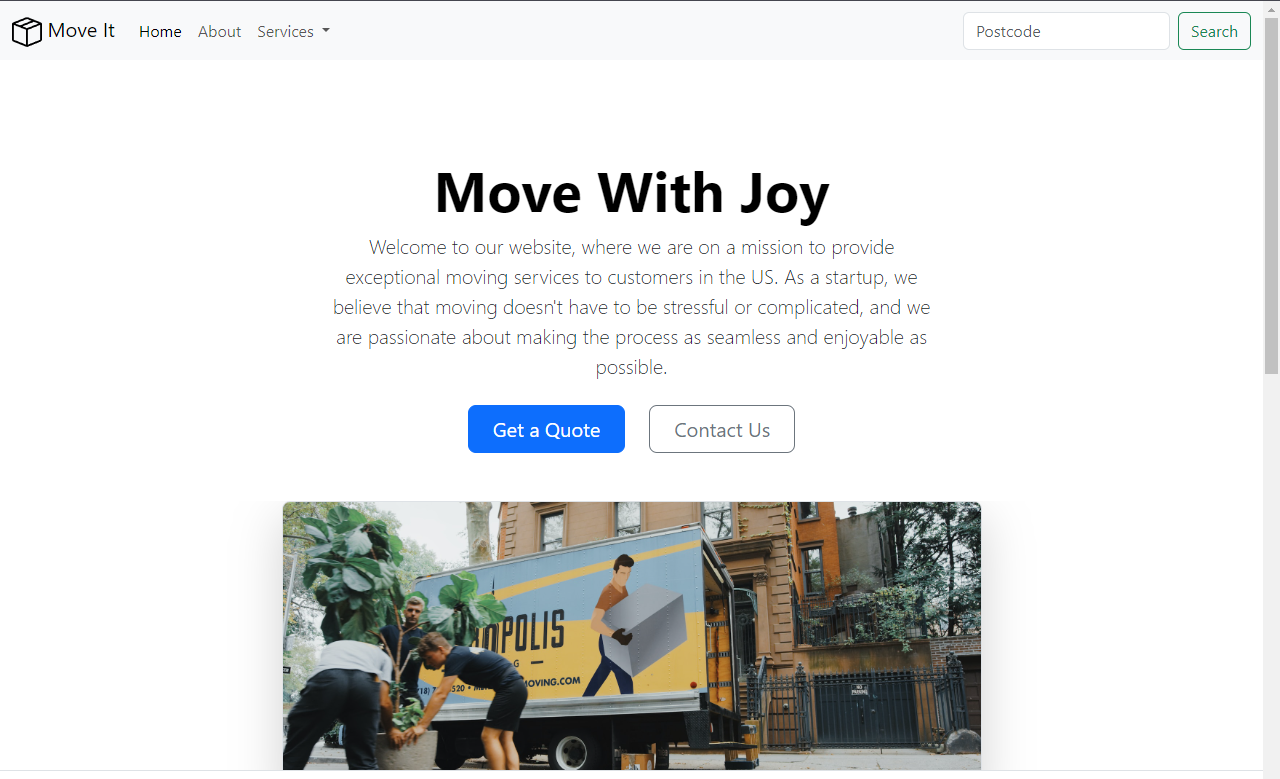 Move It Home About Services Postcode Search
Move With Joy
Welcome to our website, where we are on a mission to provide
exceptional moving services to customers in the US. As a startup, we
believe that moving doesn't have to be stressful or complicated, and we
are passionate about making the process as seamless and enjoyable as
possible.
Get a Quote Contact Us
OPOLIS
G
MOVING.COM
NO
PARKING